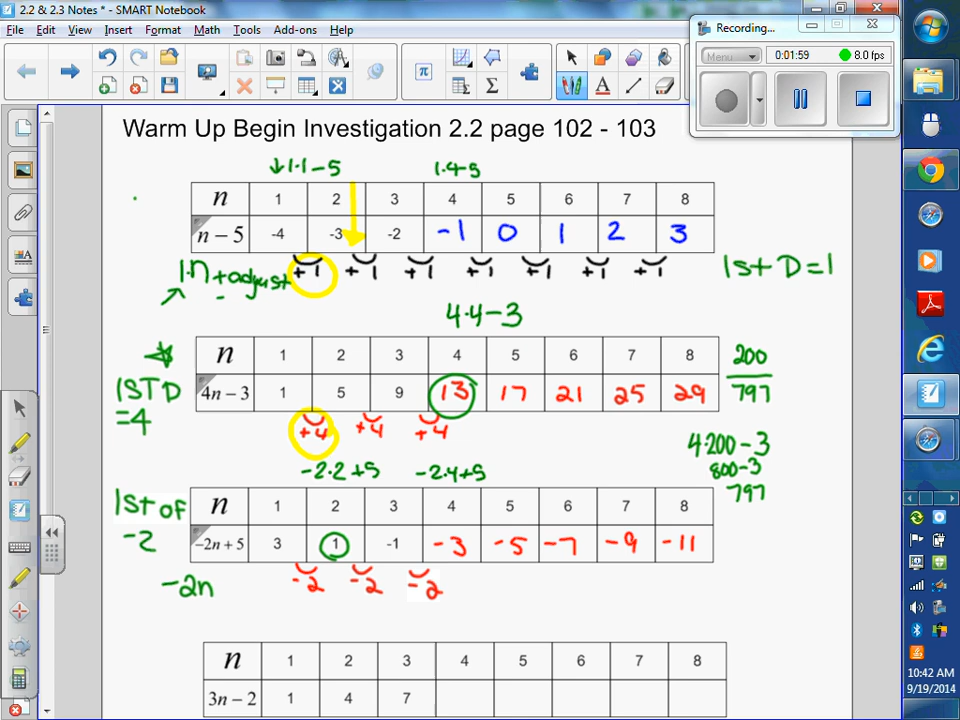 2.2 & 2.3 Notes * - SMART Notebook
File Edit View Insert Format Math Tools Add-ons Help
Recording...
Menu 0:01:59 8.0 fps
Warm Up Begin Investigation 2.2 page 102 - 103
↓1·1-5 1·4-5
n 1 2 3 4 5 6 7 8
n - 5 -4 -3 -2 -1 0 1 2 3
+1 +1 +1 +1 +1 +1 +1
1st D=1
1·n + adjust
4·4-3
n 1 2 3 4 5 6 7 8 200
4n - 3 1 5 9 13 17 21 25 29 797
1STD
=4
+4 +4 +4
4·200-3
800-3
797
-2·2+5 -2·4+5
1st of
-2
n 1 2 3 4 5 6 7 8
-2n + 5 3 1 -1 -3 -5 -7 -9 -11
-2n
-2 -2 -2
n 1 2 3 4 5 6 7 8
3n - 2 1 4 7
10:42 AM
9/19/2014